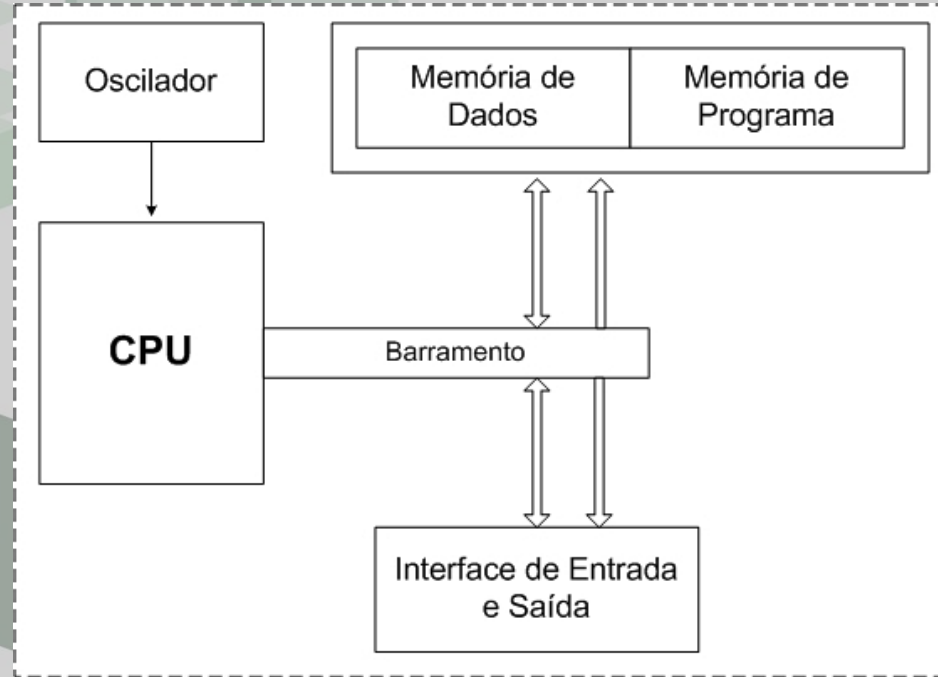 Oscilador
Memória de
Dados
Memória de
Programa
CPU
Barramento
Interface de Entrada
e Saída